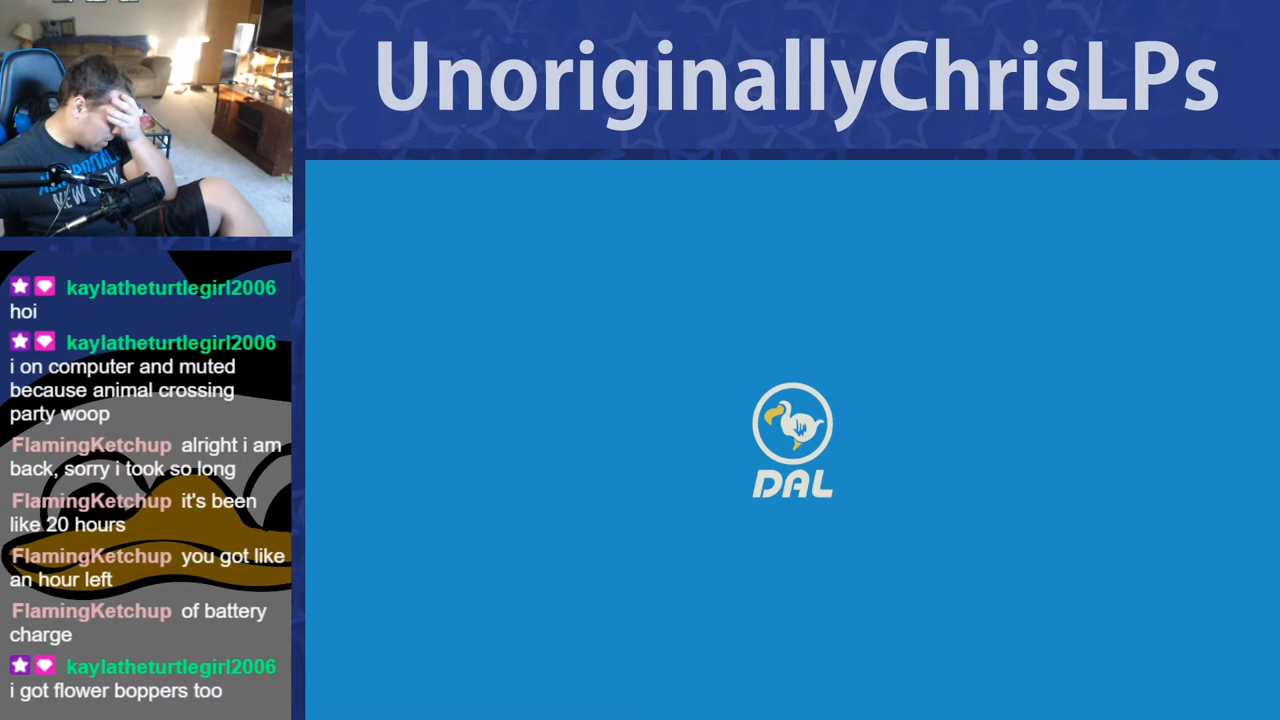 UnoriginallyChrisLPs
NEW YORK
kaylatheturtlegirl2006
hoi
kaylatheturtlegirl2006
i on computer and muted
because animal crossing
party woop
FlamingKetchup alright i am
back, sorry i took so long
FlamingKetchup it's been
like 20 hours
FlamingKetchup you got like
an hour left
FlamingKetchup of battery
charge
kaylatheturtlegirl2006
i got flower boppers too
DAL